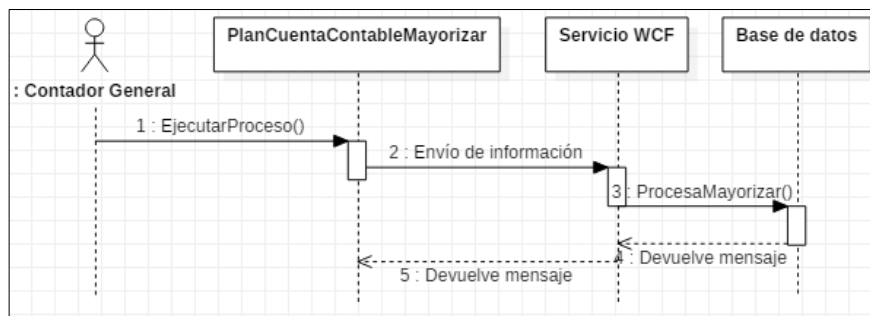 PlanCuentaContableMayorizar
Servicio WCF
Base de datos
: Contador General
1 : EjecutarProceso()
2 : Envío de información
3 : ProcesaMayorizar()
4 : Devuelve mensaje
5 : Devuelve mensaje